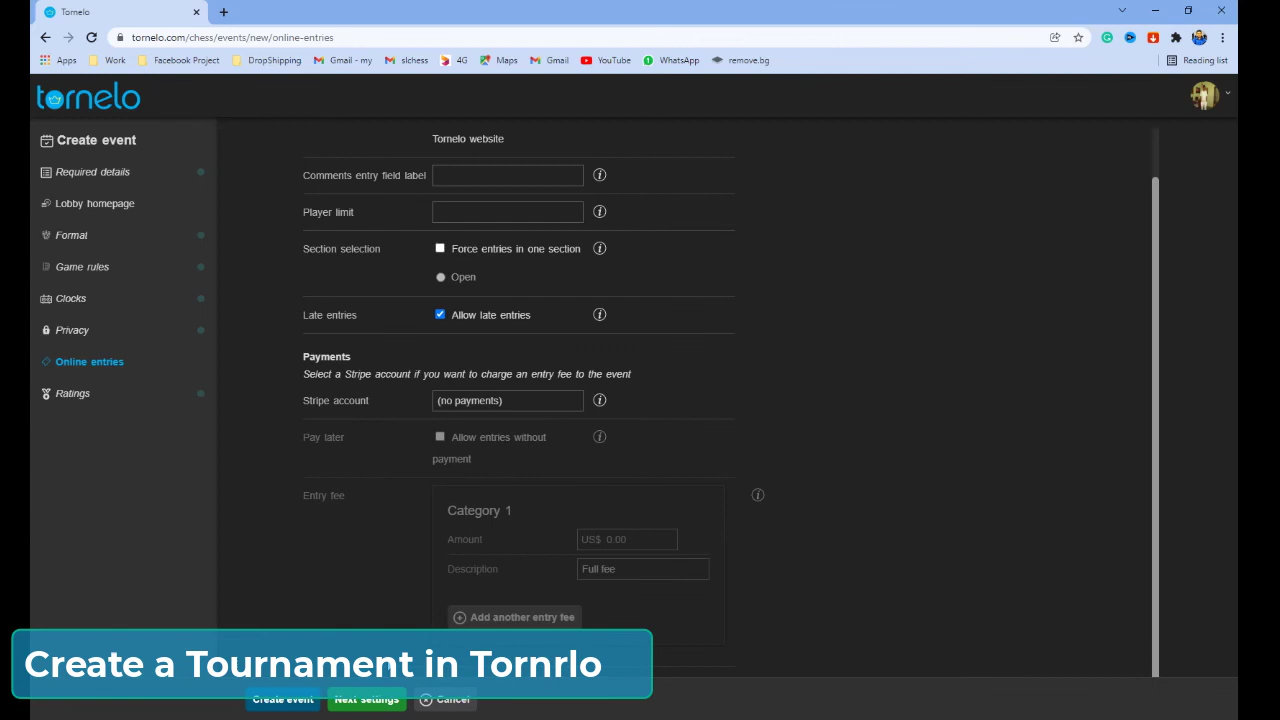 Tornelo
tornelo.com/chess/events/new/online-entries
Apps Work Facebook Project DropShipping Gmail - my slchess 4G Maps Gmail YouTube WhatsApp remove.bg Reading list
tornelo
Create event
Required details
Lobby homepage
Format
Game rules
Clocks
Privacy
Online entries
Ratings
Tornelo website
Comments entry field label
Player limit
Section selection Force entries in one section
Open
Late entries Allow late entries
Payments
Select a Stripe account if you want to charge an entry fee to the event
Stripe account (no payments)
Pay later Allow entries without
payment
Entry fee
Category 1
Amount US$ 0.00
Description Full fee
Add another entry fee
Create a Tournament in Tornrlo
Create event Next settings Cancel